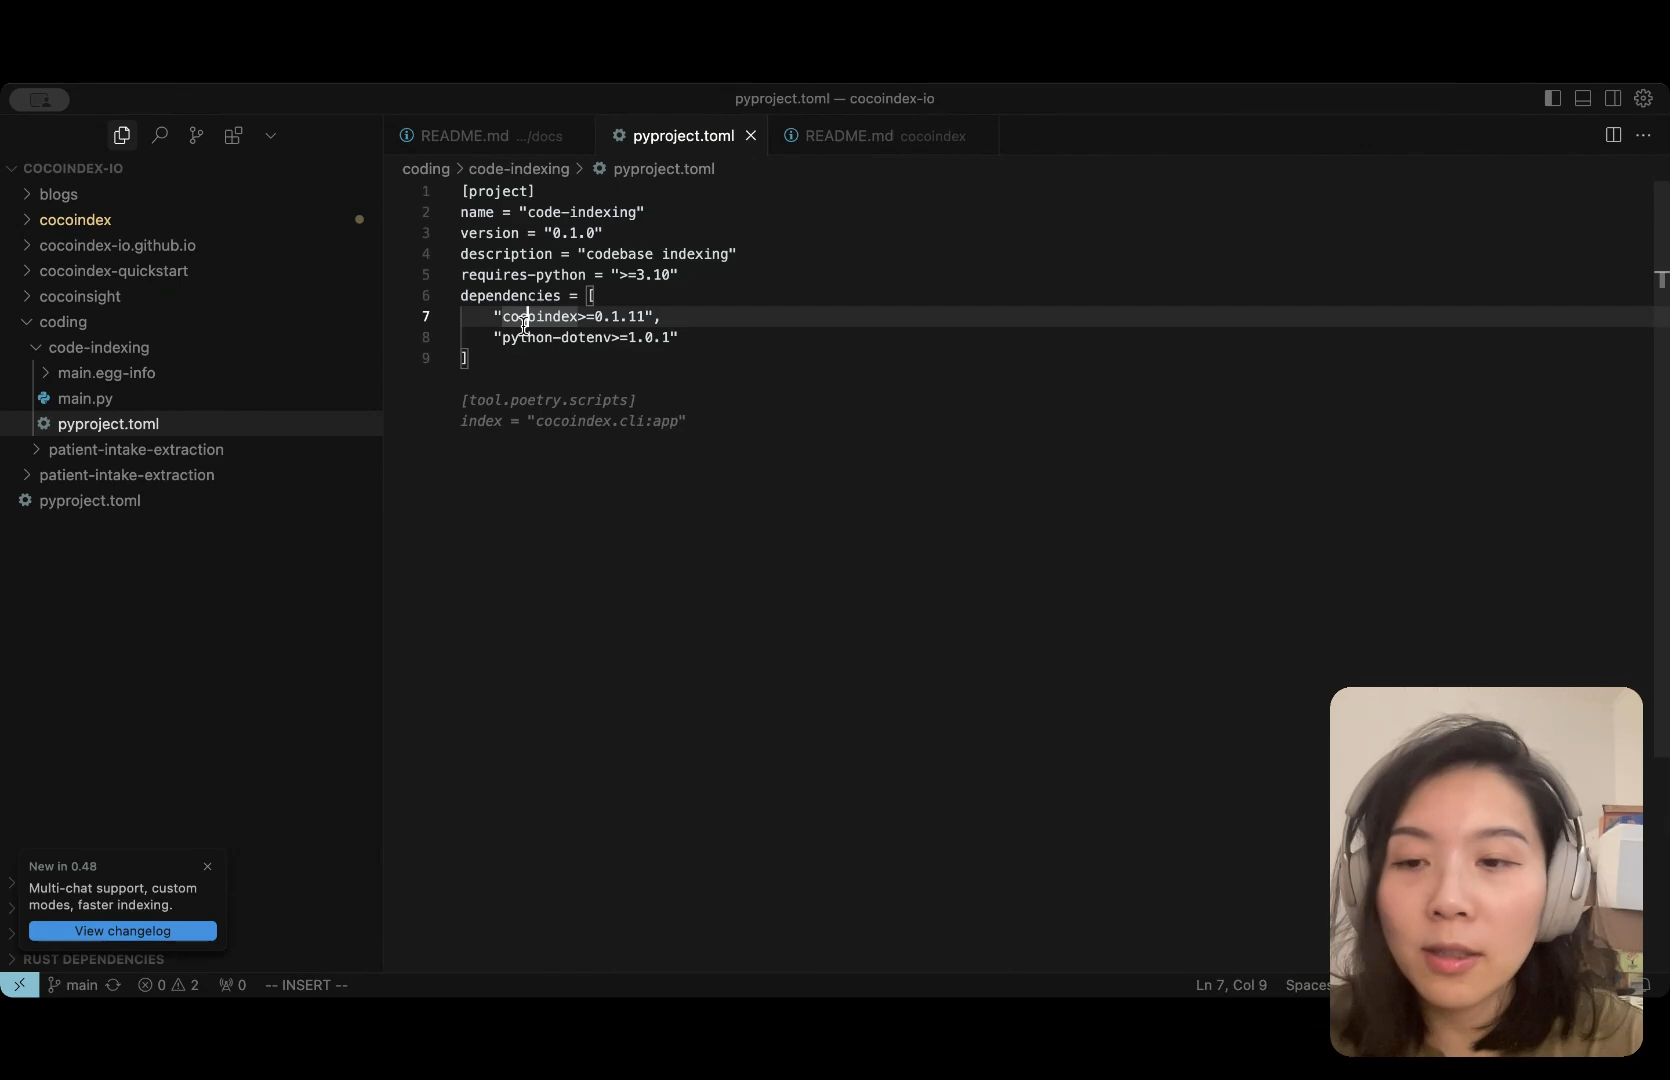 pyproject.toml — cocoindex-io
README.md .../docs
pyproject.toml
README.md cocoindex
COCOINDEX-IO
blogs
cocoindex
cocoindex-io.github.io
cocoindex-quickstart
cocoinsight
coding
code-indexing
main.egg-info
main.py
pyproject.toml
patient-intake-extraction
patient-intake-extraction
pyproject.toml
coding > code-indexing > pyproject.toml
1 [project]
2 name = "code-indexing"
3 version = "0.1.0"
4 description = "codebase indexing"
5 requires-python = ">=3.10"
6 dependencies = [
7 "cocoindex>=0.1.11",
8 "python-dotenv>=1.0.1"
9 ]
[tool.poetry.scripts]
index = "cocoindex.cli:app"
New in 0.48
Multi-chat support, custom
modes, faster indexing.
View changelog
RUST DEPENDENCIES
main 0 2 0 -- INSERT --
Ln 7, Col 9 Spaces